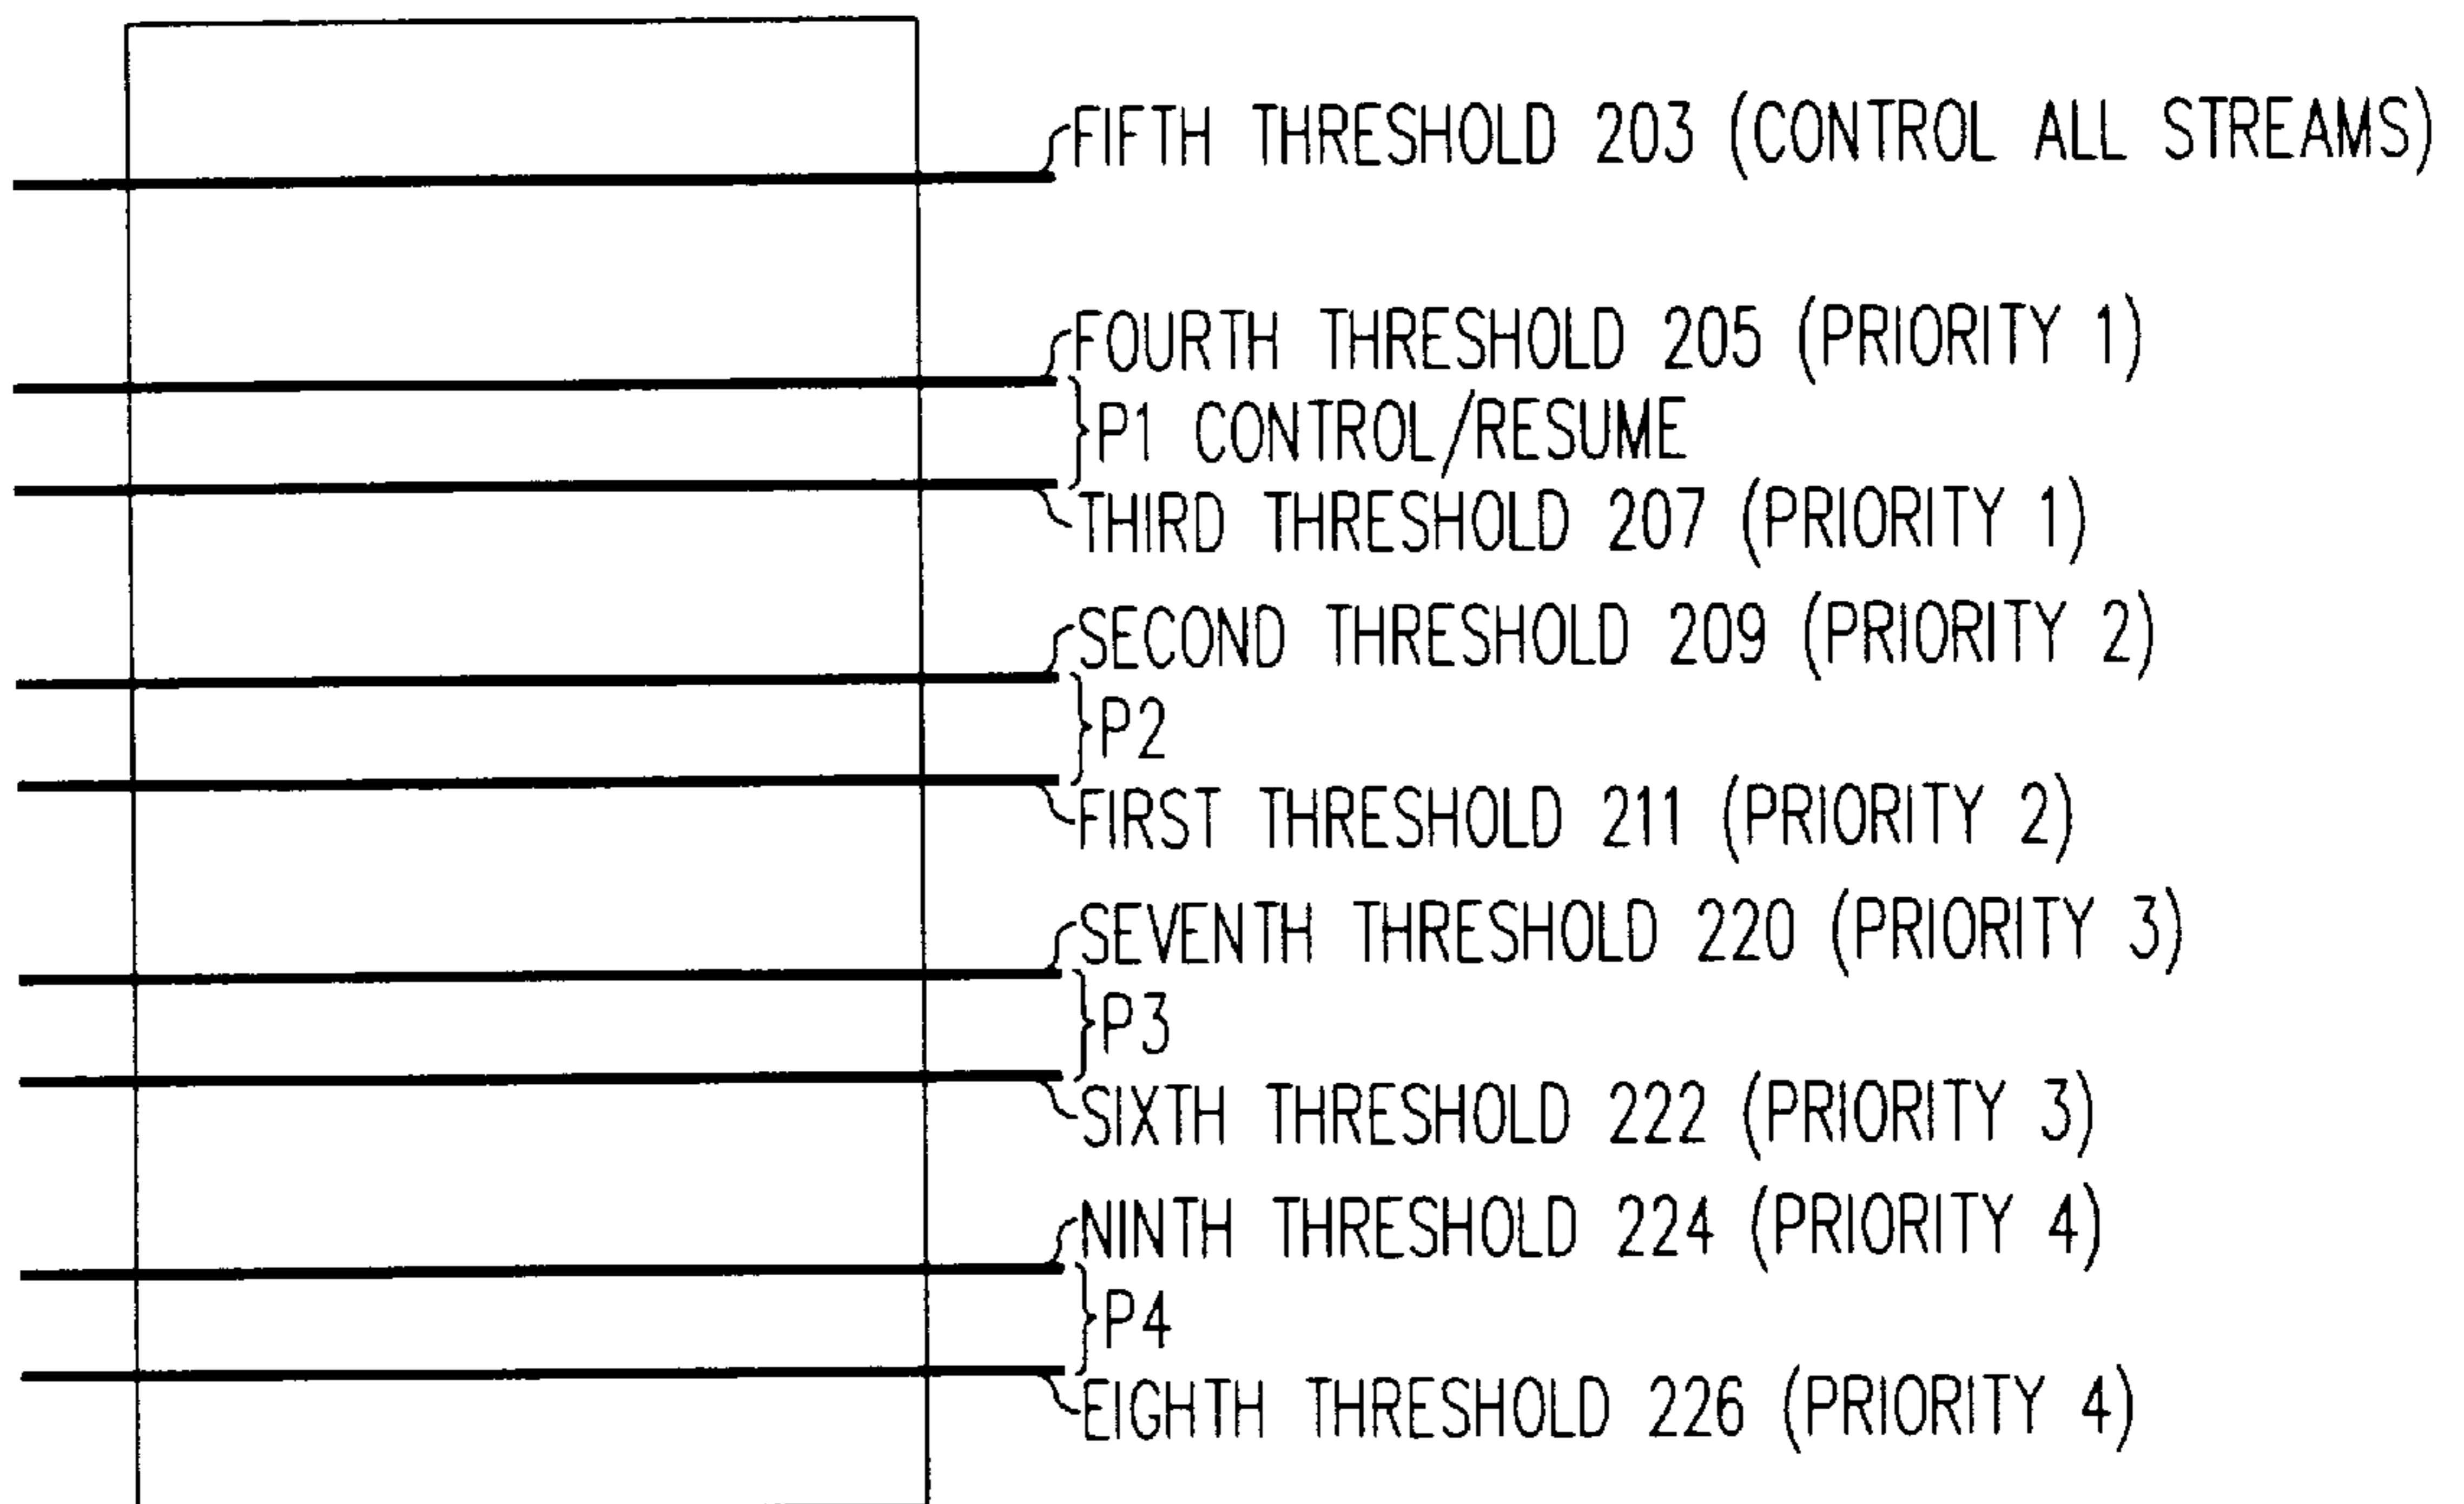 FIFTH THRESHOLD 203 (CONTROL ALL STREAMS)
FOURTH THRESHOLD 205 (PRIORITY 1)
P1 CONTROL/RESUME
THIRD THRESHOLD 207 (PRIORITY 1)
SECOND THRESHOLD 209 (PRIORITY 2)
P2
FIRST THRESHOLD 211 (PRIORITY 2)
SEVENTH THRESHOLD 220 (PRIORITY 3)
P3
SIXTH THRESHOLD 222 (PRIORITY 3)
NINTH THRESHOLD 224 (PRIORITY 4)
P4
EIGHTH THRESHOLD 226 (PRIORITY 4)